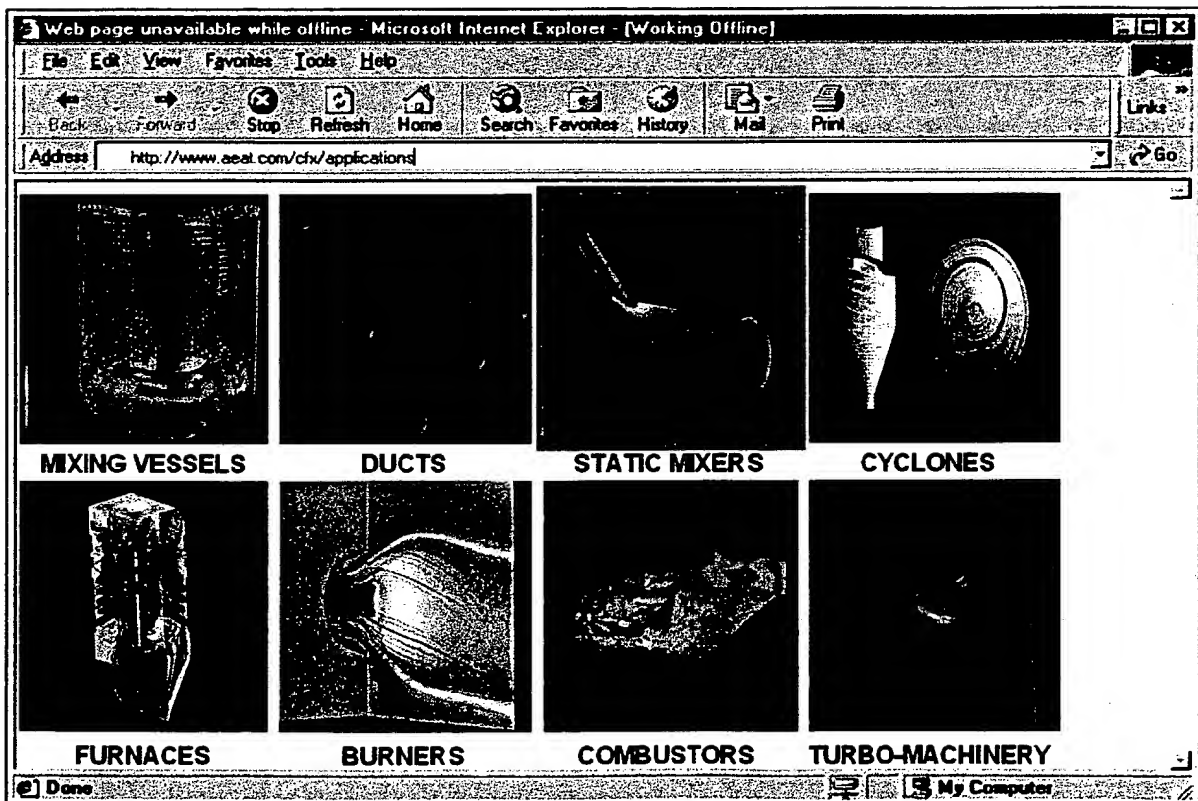 Web page unavailable while offline - Microsoft Internet Explorer - [Working Offline]
File Edit View Favorites Tools Help
Back Forward Stop Refresh Home Search Favorites History Mail Print Links
Address http://www.aeat.com/cfx/applications Go
MIXING VESSELS DUCTS STATIC MIXERS CYCLONES
FURNACES BURNERS COMBUSTORS TURBO-MACHINERY
Done My Computer